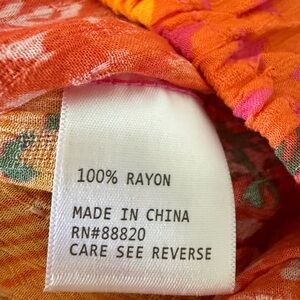 100% RAYON
MADE IN CHINA
RN#88820
CARE SEE REVERSE